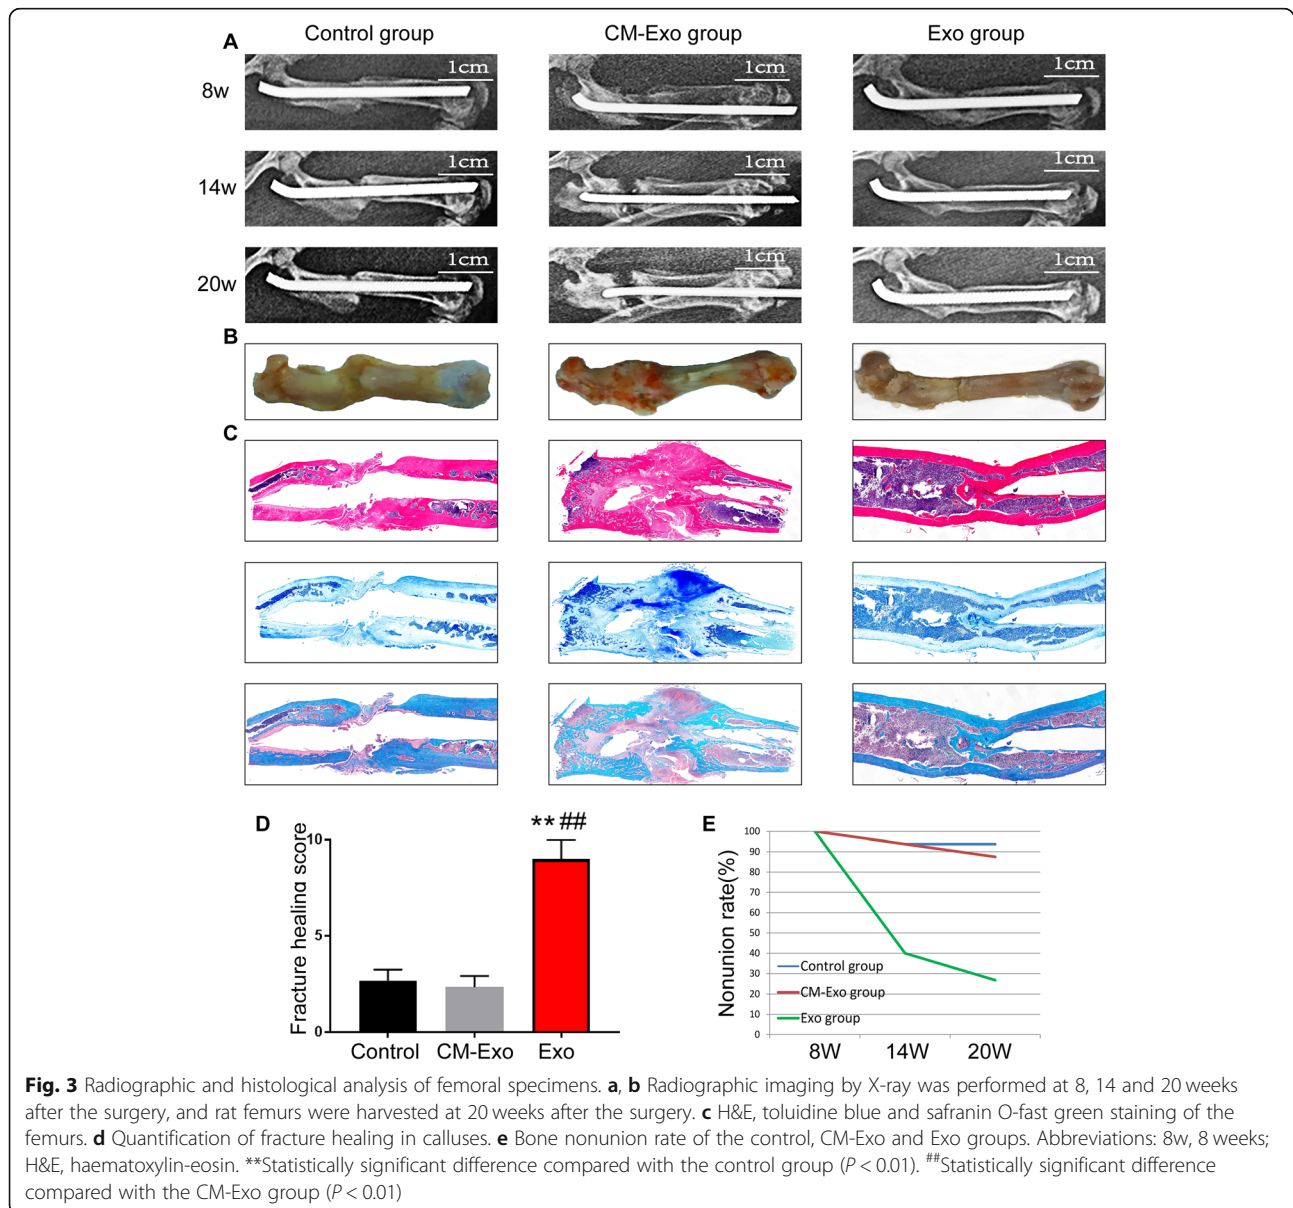 A Control group CM-Exo group Exo group
8w 1cm 1cm 1cm
14w 1cm 1cm 1cm
20w 1cm 1cm 1cm
B
C
D
Fracture healing score
10
5
0
** ##
Control CM-Exo Exo
E
Nonunion rate(%)
100
90
80
70
60
50
40
30
20
10
0
Control group
CM-Exo group
Exo group
8W 14W 20W
Fig. 3 Radiographic and histological analysis of femoral specimens. a, b Radiographic imaging by X-ray was performed at 8, 14 and 20 weeks
after the surgery, and rat femurs were harvested at 20 weeks after the surgery. c H&E, toluidine blue and safranin O-fast green staining of the
femurs. d Quantification of fracture healing in calluses. e Bone nonunion rate of the control, CM-Exo and Exo groups. Abbreviations: 8w, 8 weeks;
H&E, haematoxylin-eosin. **Statistically significant difference compared with the control group (P < 0.01). ##Statistically significant difference
compared with the CM-Exo group (P < 0.01)